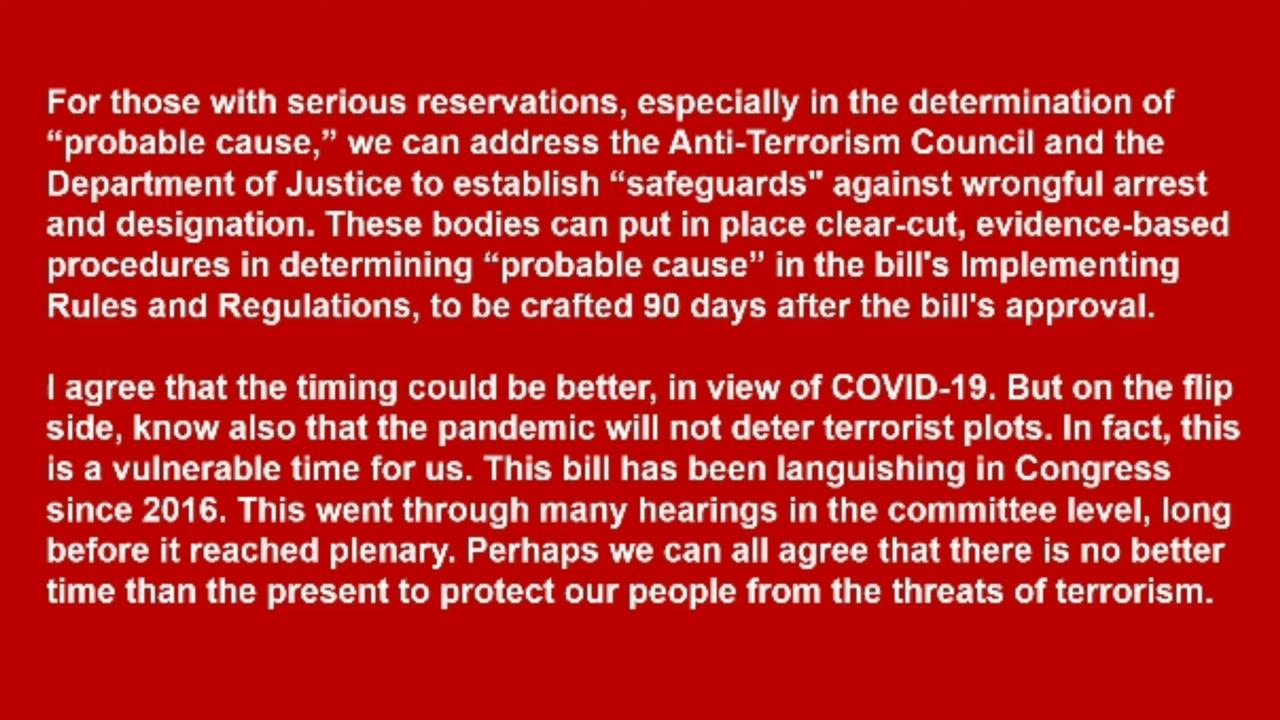 For those with serious reservations, especially in the determination of
“probable cause,” we can address the Anti-Terrorism Council and the
Department of Justice to establish “safeguards" against wrongful arrest
and designation. These bodies can put in place clear-cut, evidence-based
procedures in determining “probable cause” in the bill's Implementing
Rules and Regulations, to be crafted 90 days after the bill's approval.
I agree that the timing could be better, in view of COVID-19. But on the flip
side, know also that the pandemic will not deter terrorist plots. In fact, this
is a vulnerable time for us. This bill has been languishing in Congress
since 2016. This went through many hearings in the committee level, long
before it reached plenary. Perhaps we can all agree that there is no better
time than the present to protect our people from the threats of terrorism.